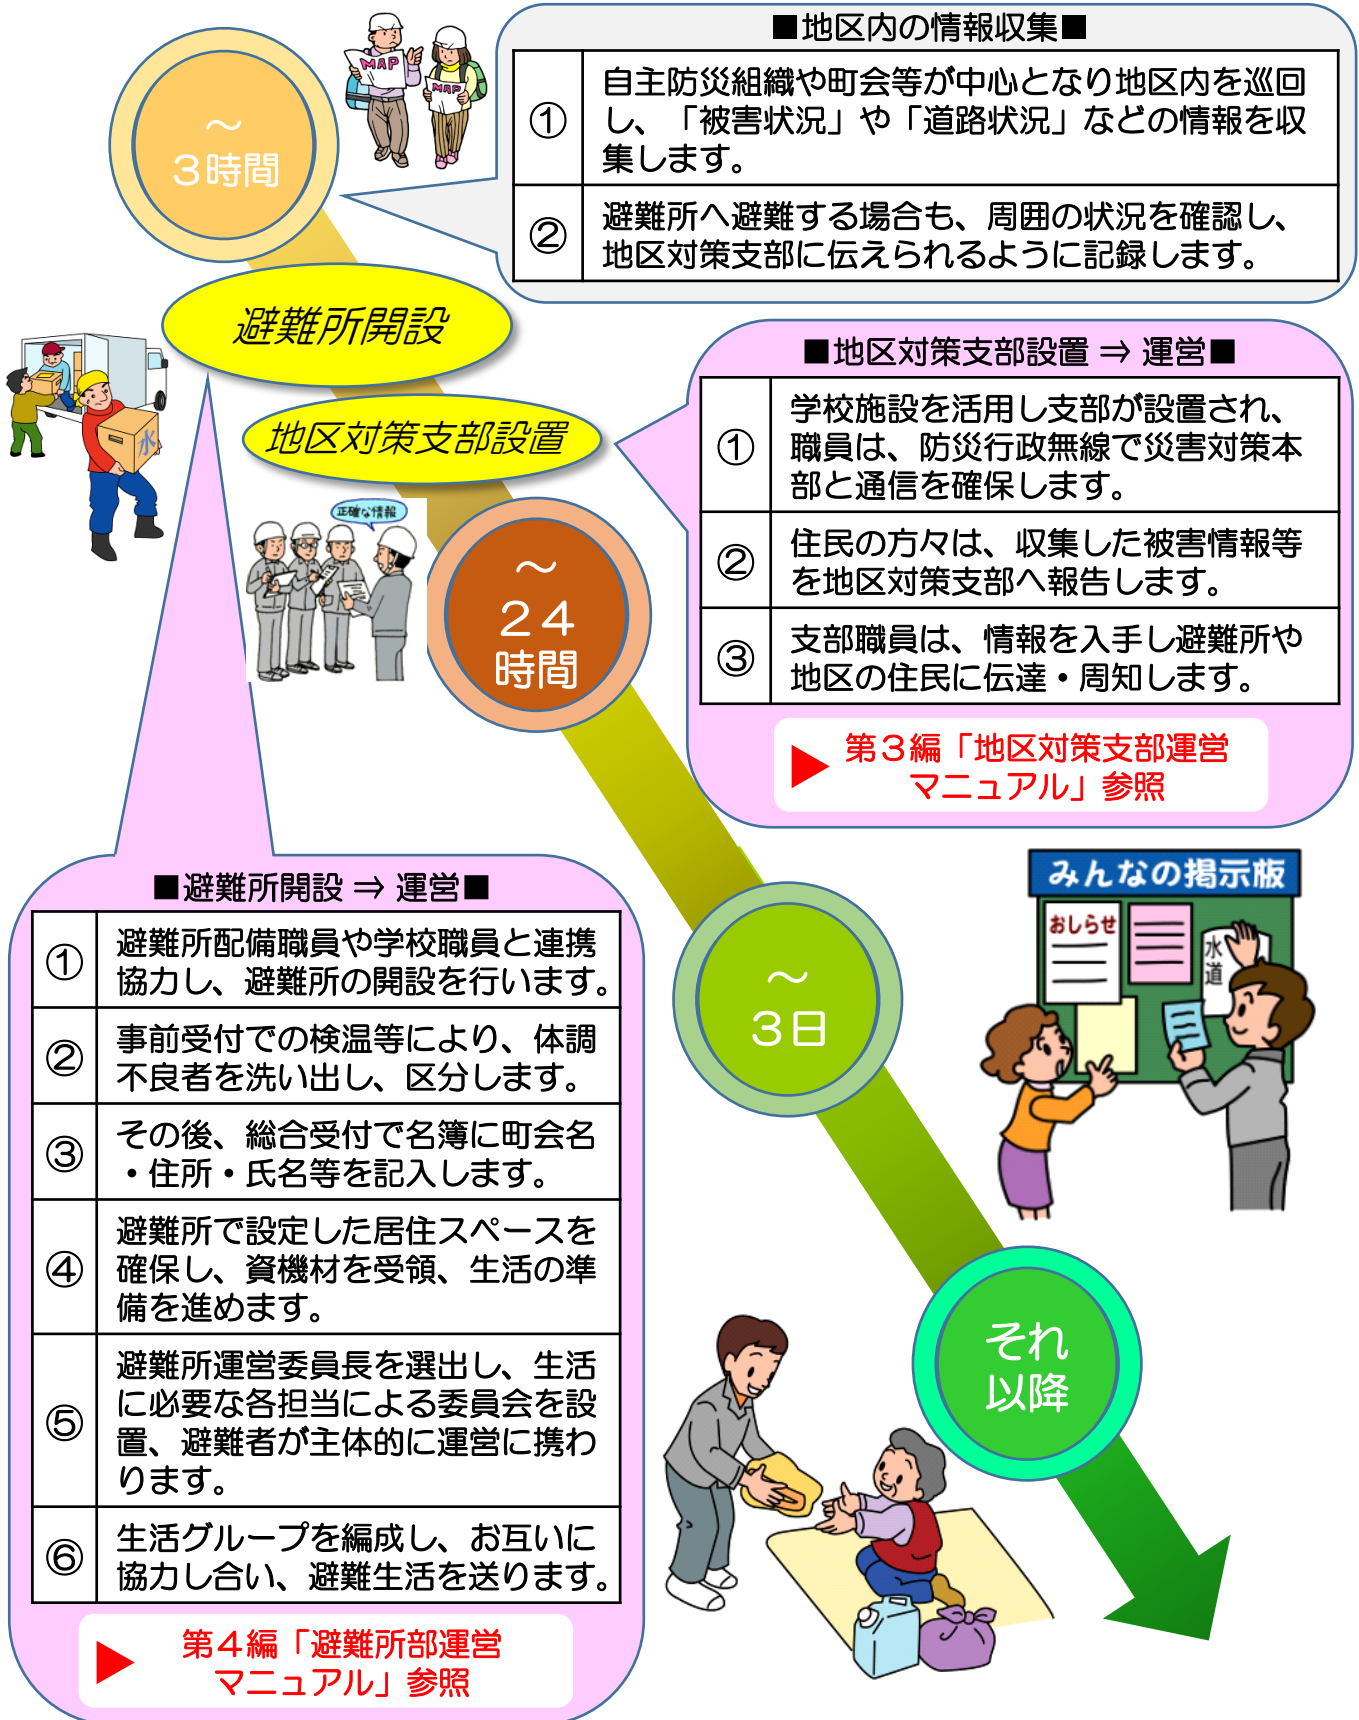 ■地区内の情報収集■
①
自主防災組織や町会等が中心となり地区内を巡回
し、「被害状況」や「道路状況」などの情報を収
集します。
②
避難所へ避難する場合も、周囲の状況を確認し、
地区対策支部に伝えられるように記録します。
MAP
MAP
～
３時間
避難所開設
地区対策支部設置
水
正確な情報
～
２４
時間
■地区対策支部設置 ⇒ 運営■
①
学校施設を活用し支部が設置され、
職員は、防災行政無線で災害対策本
部と通信を確保します。
②
住民の方々は、収集した被害情報等
を地区対策支部へ報告します。
③
支部職員は、情報を入手し避難所や
地区の住民に伝達・周知します。
▶ 第３編「地区対策支部運営
マニュアル」参照
■避難所開設 ⇒ 運営■
①
避難所配備職員や学校職員と連携
協力し、避難所の開設を行います。
②
事前受付での検温等により、体調
不良者を洗い出し、区分します。
③
その後、総合受付で名簿に町会名
・住所・氏名等を記入します。
④
避難所で設定した居住スペースを
確保し、資機材を受領、生活の準
備を進めます。
⑤
避難所運営委員長を選出し、生活
に必要な各担当による委員会を設
置、避難者が主体的に運営に携わ
ります。
⑥
生活グループを編成し、お互いに
協力し合い、避難生活を送ります。
▶ 第４編「避難所部運営
マニュアル」参照
～
３日
みんなの掲示版
おしらせ
水道
それ
以降